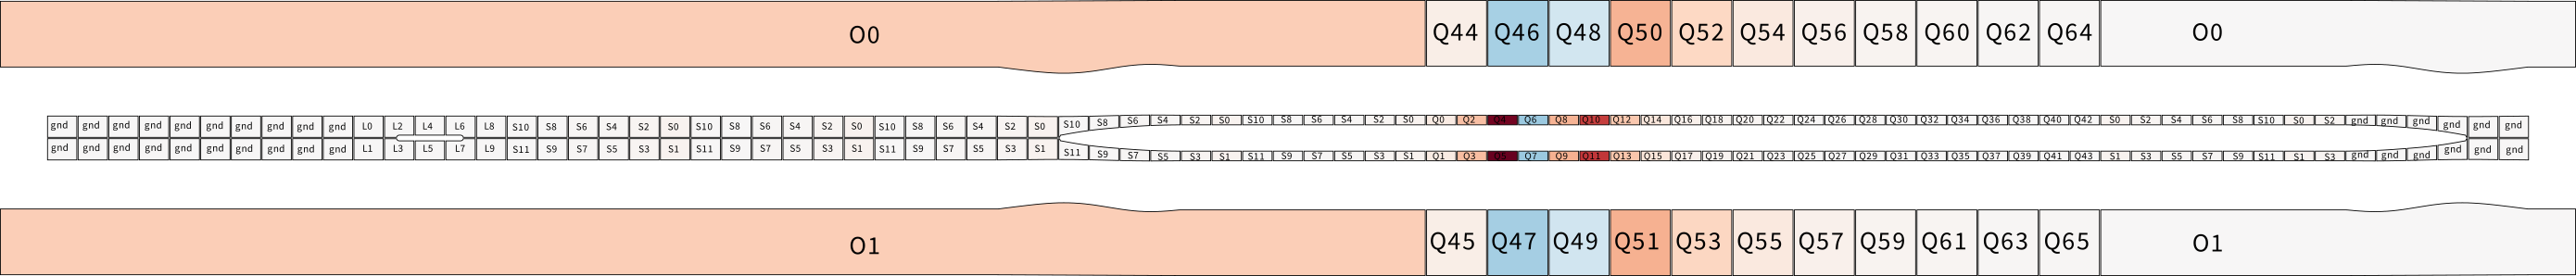 O0 Q44 Q46 Q48 Q50 Q52 Q54 Q56 Q58 Q60 Q62 Q64 O0
gnd gnd gnd gnd gnd gnd gnd gnd gnd gnd L0 L2 L4 L6 L8 S10 S8 S6 S4 S2 S0 S10 S8 S6 S4 S2 S0 S10 S8 S6 S4 S2 S0 S10 S8 S6 S4 S2 S0 S10 S8 S6 S4 S2 S0 Q0 Q2 Q4 Q6 Q8 Q10 Q12 Q14 Q16 Q18 Q20 Q22 Q24 Q26 Q28 Q30 Q32 Q34 Q36 Q38 Q40 Q42 S0 S2 S4 S6 S8 S10 S0 S2 gnd gnd gnd gnd gnd gnd
gnd gnd gnd gnd gnd gnd gnd gnd gnd gnd L1 L3 L5 L7 L9 S11 S9 S7 S5 S3 S1 S11 S9 S7 S5 S3 S1 S11 S9 S7 S5 S3 S1 S11 S9 S7 S5 S3 S1 S11 S9 S7 S5 S3 S1 Q1 Q3 Q5 Q7 Q9 Q11 Q13 Q15 Q17 Q19 Q21 Q23 Q25 Q27 Q29 Q31 Q33 Q35 Q37 Q39 Q41 Q43 S1 S3 S5 S7 S9 S11 S1 S3 gnd gnd gnd gnd gnd gnd
O1 Q45 Q47 Q49 Q51 Q53 Q55 Q57 Q59 Q61 Q63 Q65 O1